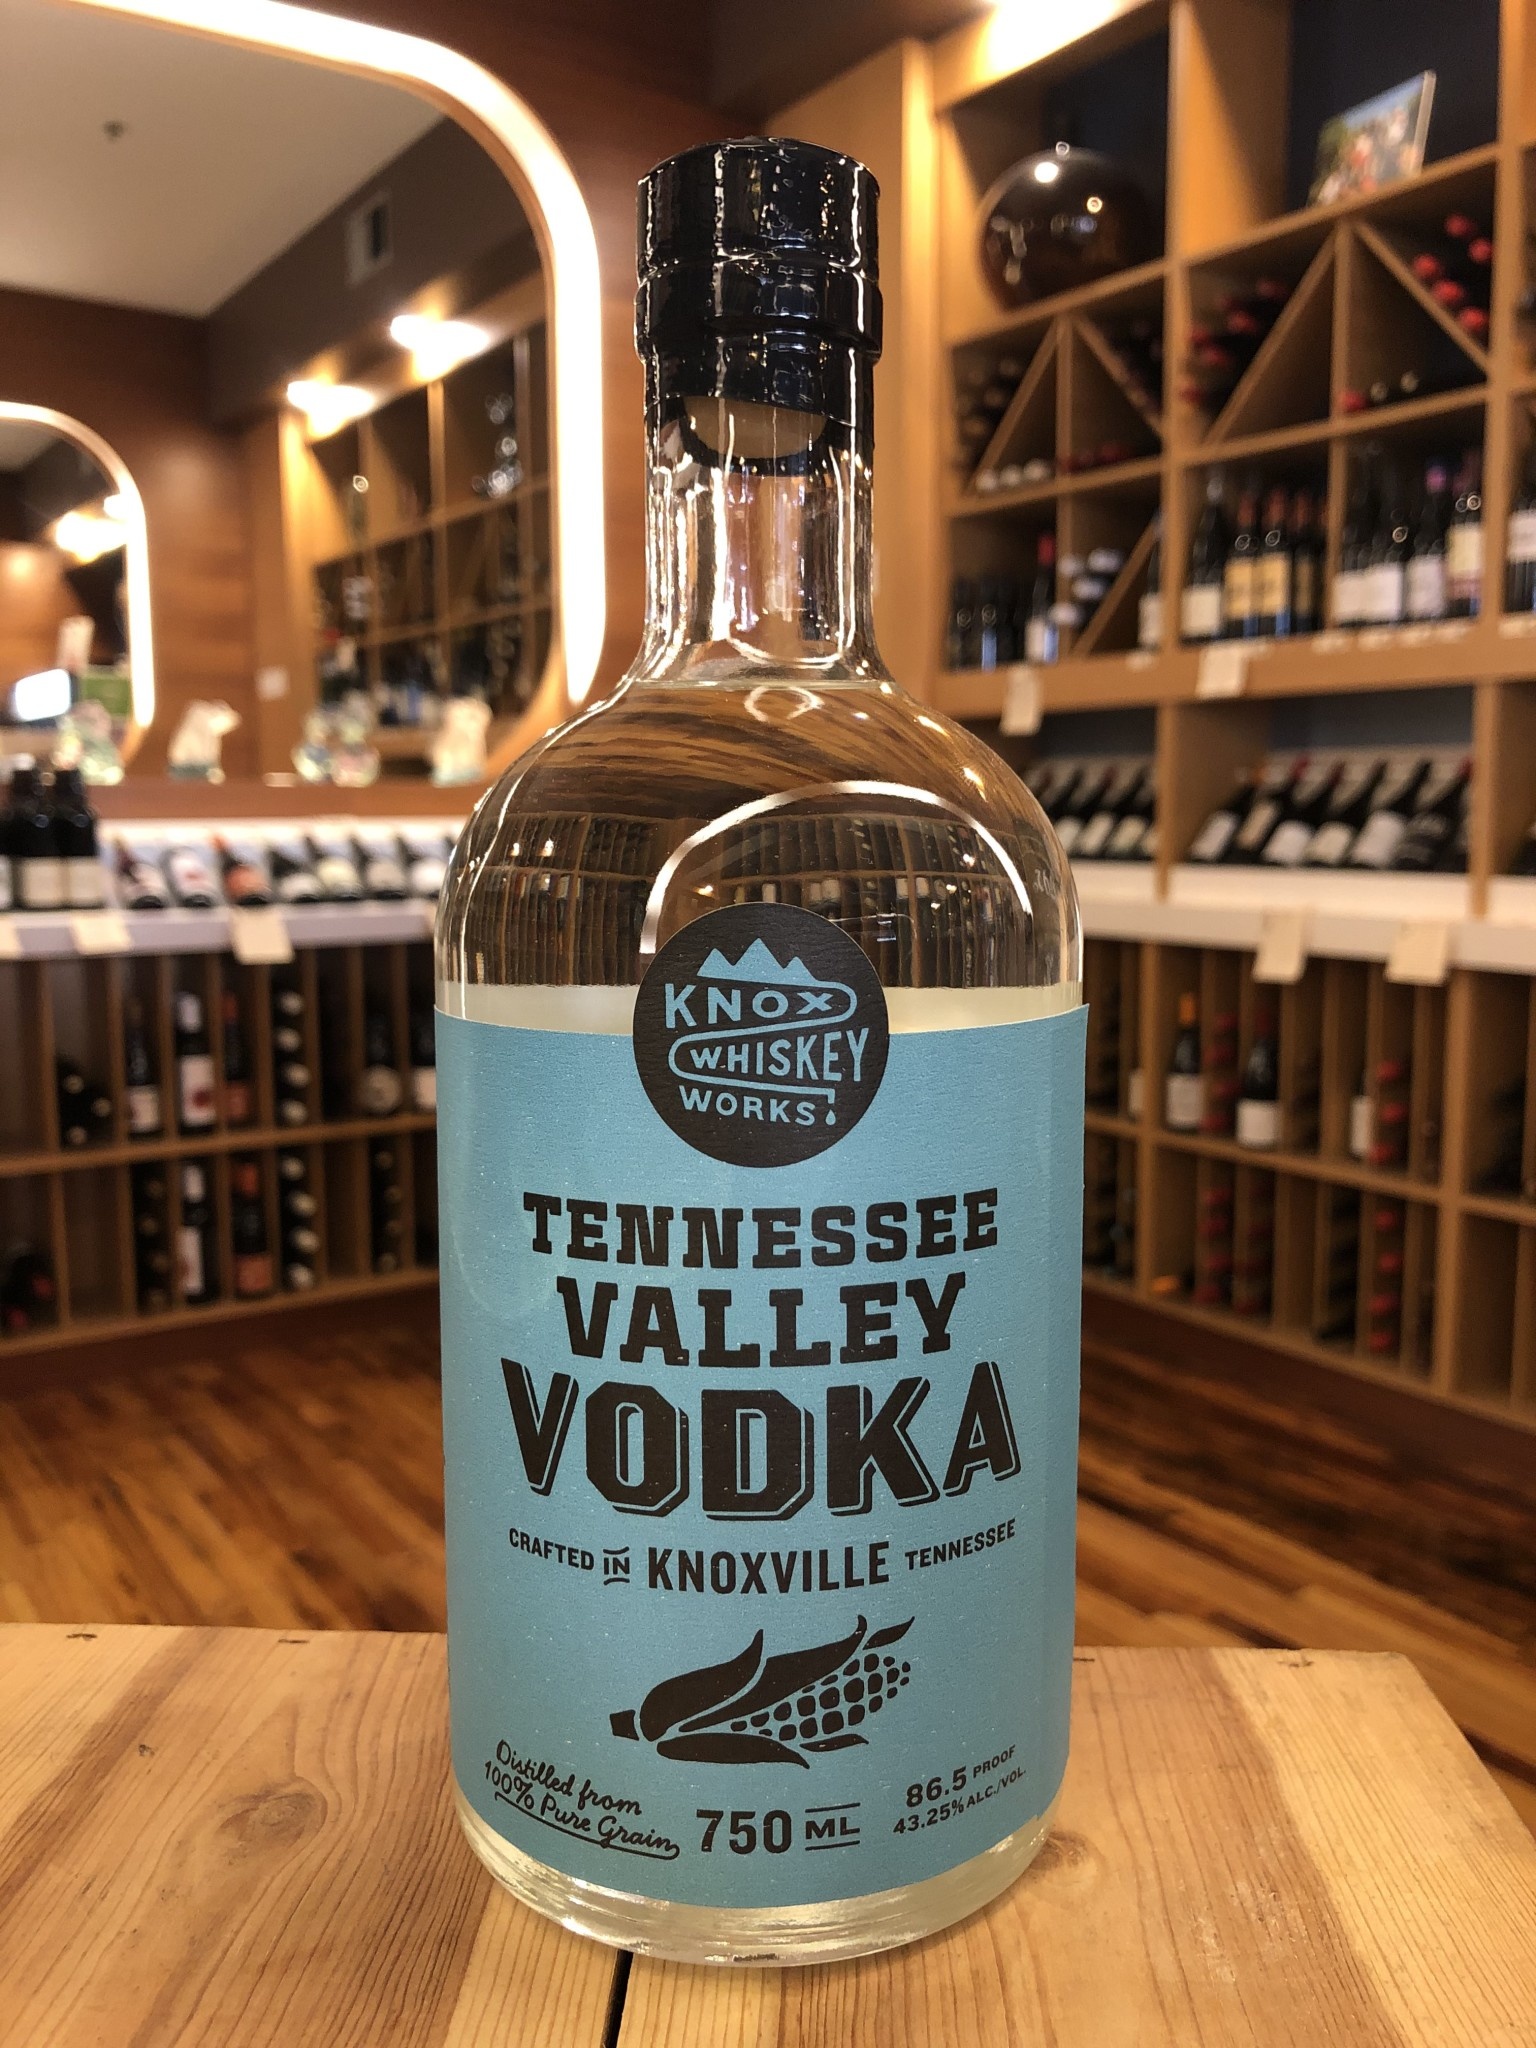 KNOX
WHISKEY
WORKS
TENNESSEE
VALLEY
VODKA
CRAFTED IN KNOXVILLE TENNESSEE
Distilled from
100% Pure Grain
750 ML
86.5 PROOF
43.25% ALC./VOL.